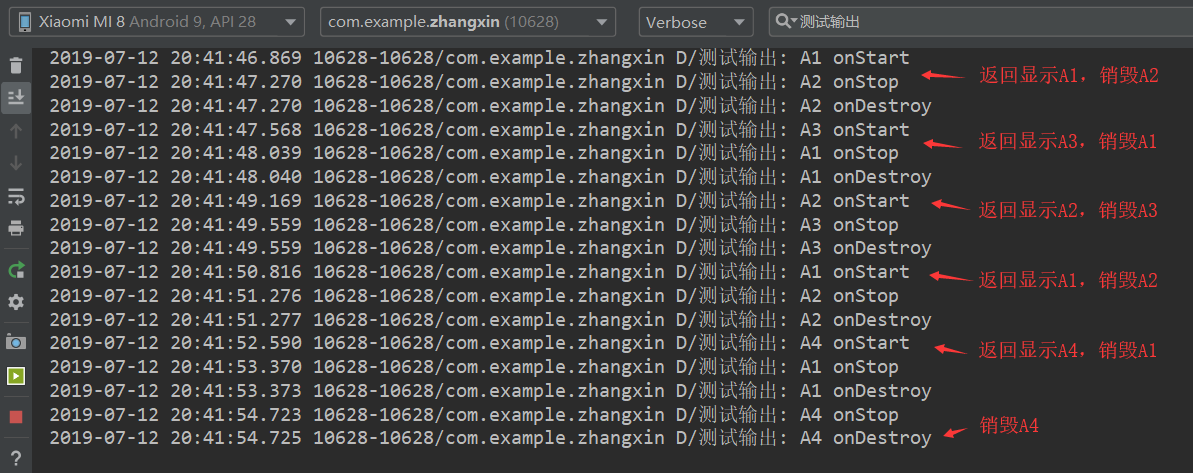 Xiaomi MI 8 Android 9, API 28 com.example.zhangxin (10628) Verbose 测试输出
2019-07-12 20:41:46.869 10628-10628/com.example.zhangxin D/测试输出: A1 onStart
返回显示A1，销毁A2
2019-07-12 20:41:47.270 10628-10628/com.example.zhangxin D/测试输出: A2 onStop
2019-07-12 20:41:47.270 10628-10628/com.example.zhangxin D/测试输出: A2 onDestroy
2019-07-12 20:41:47.568 10628-10628/com.example.zhangxin D/测试输出: A3 onStart
返回显示A3，销毁A1
2019-07-12 20:41:48.039 10628-10628/com.example.zhangxin D/测试输出: A1 onStop
2019-07-12 20:41:48.040 10628-10628/com.example.zhangxin D/测试输出: A1 onDestroy
2019-07-12 20:41:49.169 10628-10628/com.example.zhangxin D/测试输出: A2 onStart
返回显示A2，销毁A3
2019-07-12 20:41:49.559 10628-10628/com.example.zhangxin D/测试输出: A3 onStop
2019-07-12 20:41:49.559 10628-10628/com.example.zhangxin D/测试输出: A3 onDestroy
2019-07-12 20:41:50.816 10628-10628/com.example.zhangxin D/测试输出: A1 onStart
返回显示A1，销毁A2
2019-07-12 20:41:51.276 10628-10628/com.example.zhangxin D/测试输出: A2 onStop
2019-07-12 20:41:51.277 10628-10628/com.example.zhangxin D/测试输出: A2 onDestroy
2019-07-12 20:41:52.590 10628-10628/com.example.zhangxin D/测试输出: A4 onStart
返回显示A4，销毁A1
2019-07-12 20:41:53.370 10628-10628/com.example.zhangxin D/测试输出: A1 onStop
2019-07-12 20:41:53.373 10628-10628/com.example.zhangxin D/测试输出: A1 onDestroy
2019-07-12 20:41:54.723 10628-10628/com.example.zhangxin D/测试输出: A4 onStop
销毁A4
2019-07-12 20:41:54.725 10628-10628/com.example.zhangxin D/测试输出: A4 onDestroy